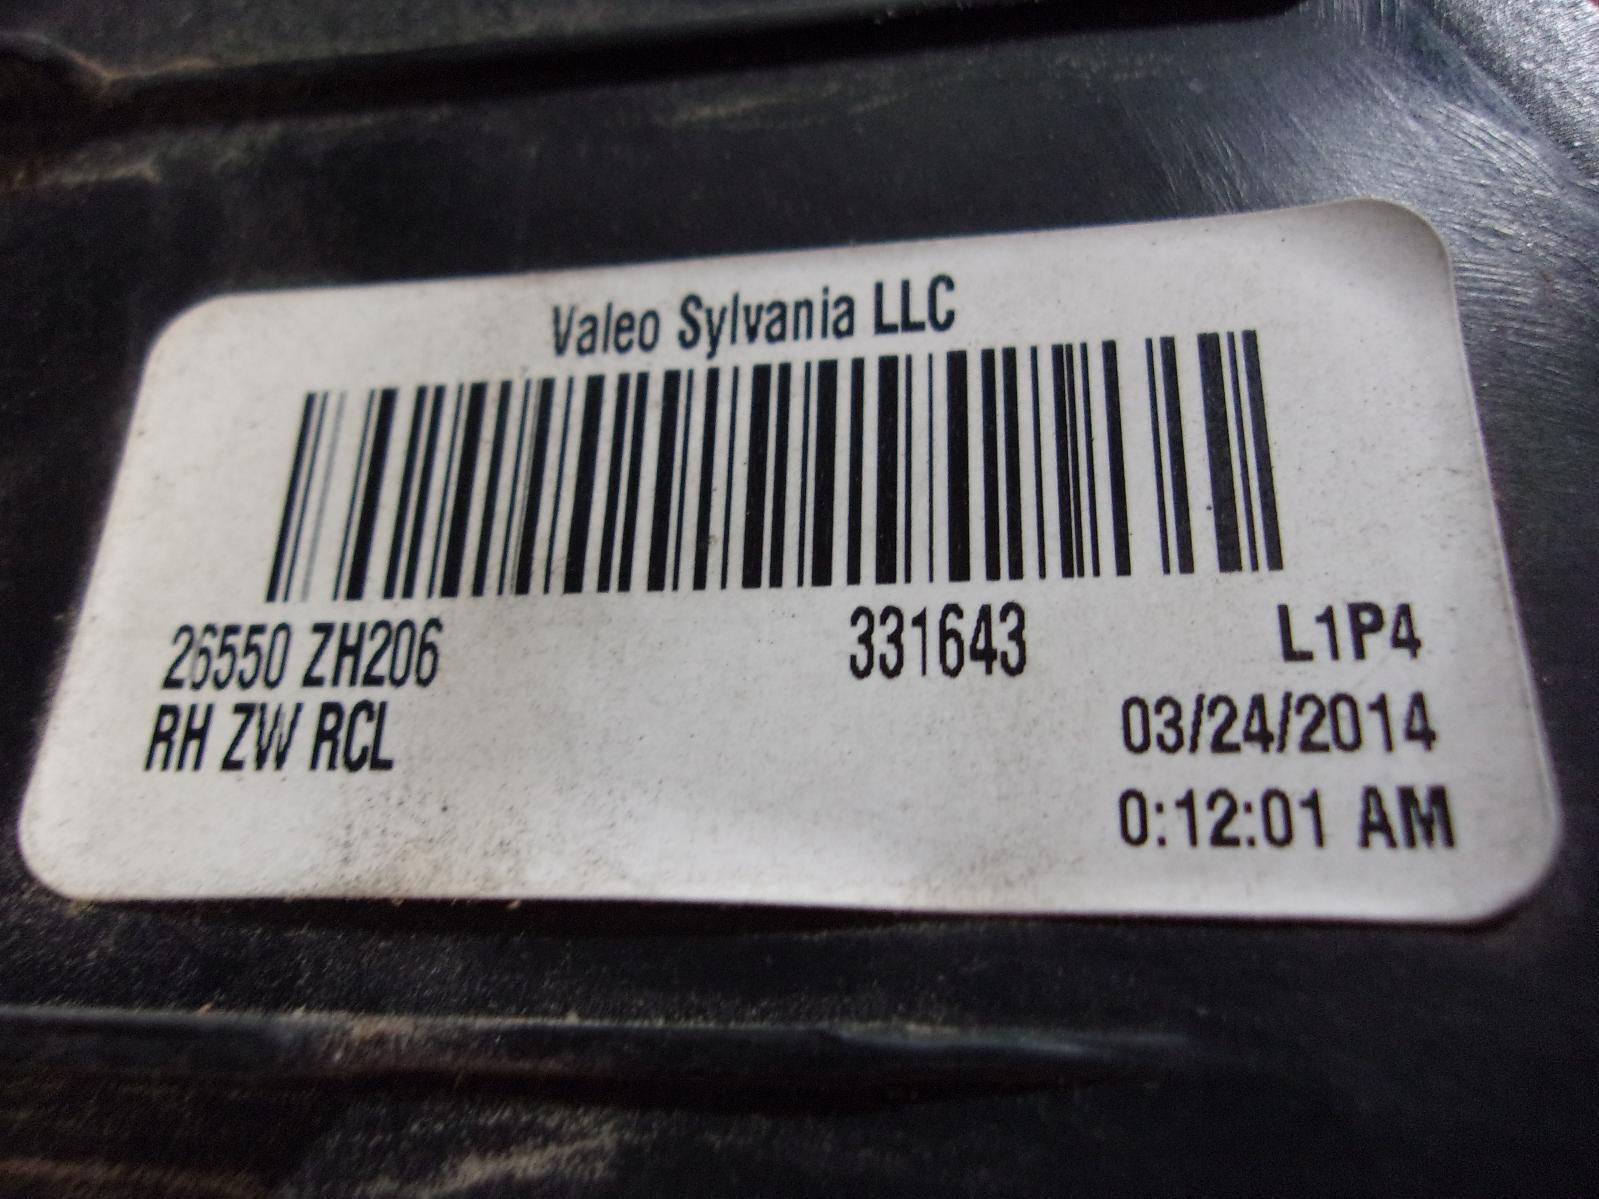 Valeo Sylvania LLC
26550 ZH206 331643 L1P4
RH ZW RCL 03/24/2014
0:12:01 AM